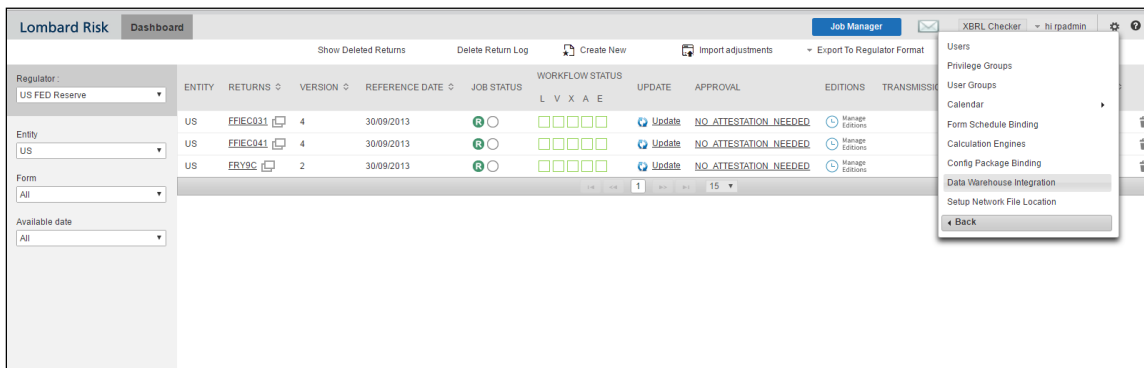 Lombard Risk Dashboard Job Manager XBRL Checker hi rpadmin
Show Deleted Returns Delete Return Log Create New Import adjustments Export To Regulator Format
Regulator :
US FED Reserve
Entity
US
Form
All
Available date
All
ENTITY RETURNS VERSION REFERENCE DATE JOB STATUS WORKFLOW STATUS UPDATE APPROVAL EDITIONS
L V X A E
US FFIEC031 4 30/09/2013 R Update NO_ATTESTATION_NEEDED Manage Editions
US FFIEC041 4 30/09/2013 R Update NO_ATTESTATION_NEEDED Manage Editions
US FRY9C 2 30/09/2013 R Update NO_ATTESTATION_NEEDED Manage Editions
1 15
Users
Privilege Groups
User Groups
Calendar
Form Schedule Binding
Calculation Engines
Config Package Binding
Data Warehouse Integration
Setup Network File Location
Back